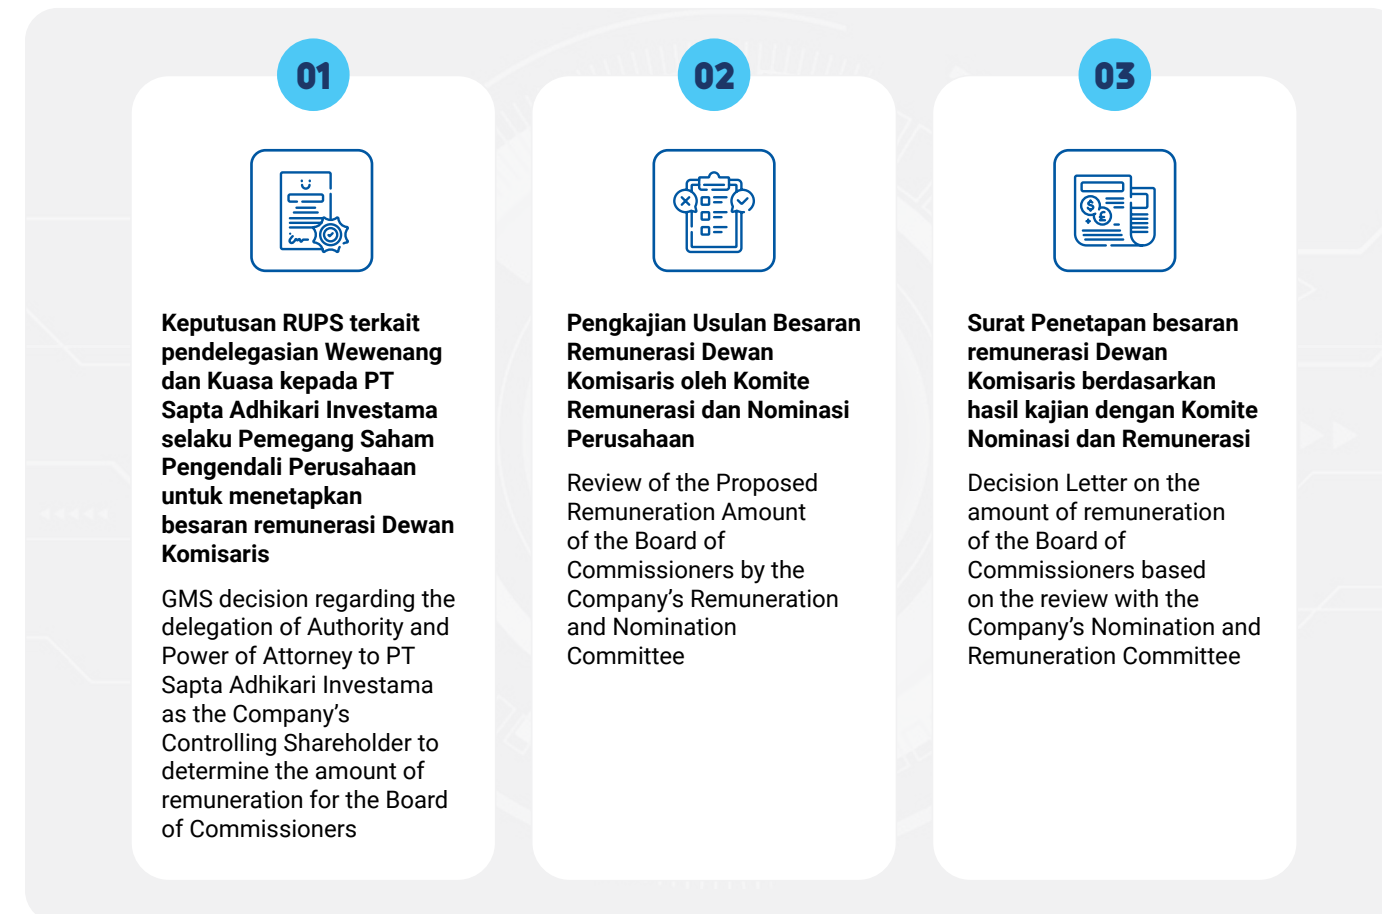 01
Keputusan RUPS terkait
pendelegasian Wewenang
dan Kuasa kepada PT
Sapta Adhikari Investama
selaku Pemegang Saham
Pengendali Perusahaan
untuk menetapkan
besaran remunerasi Dewan
Komisaris
GMS decision regarding the
delegation of Authority and
Power of Attorney to PT
Sapta Adhikari Investama
as the Company’s
Controlling Shareholder to
determine the amount of
remuneration for the Board
of Commissioners
02
Pengkajian Usulan Besaran
Remunerasi Dewan
Komisaris oleh Komite
Remunerasi dan Nominasi
Perusahaan
Review of the Proposed
Remuneration Amount
of the Board of
Commissioners by the
Company’s Remuneration
and Nomination
Committee
03
Surat Penetapan besaran
remunerasi Dewan
Komisaris berdasarkan
hasil kajian dengan Komite
Nominasi dan Remunerasi
Decision Letter on the
amount of remuneration
of the Board of
Commissioners based
on the review with the
Company’s Nomination and
Remuneration Committee